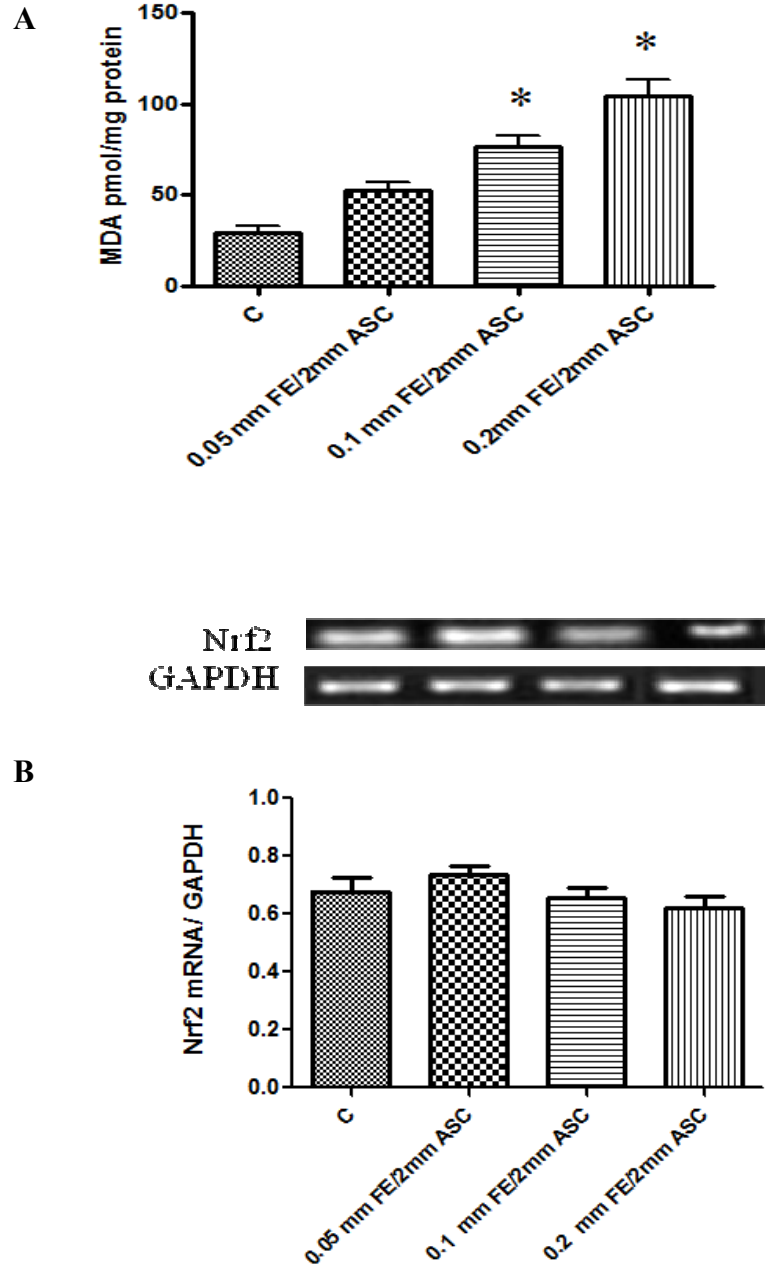 A
150
100
50
0
MDA pmol/mg protein
*
*
C
0.05 mm FE/2mm ASC
0.1 mm FE/2mm ASC
0.2mm FE/2mm ASC
Nrf2
GAPDH
B
1.0
0.8
0.6
0.4
0.2
0.0
Nrf2 mRNA/ GAPDH
C
0.05 mm FE/2mm ASC
0.1 mm FE/2mm ASC
0.2 mm FE/2mm ASC